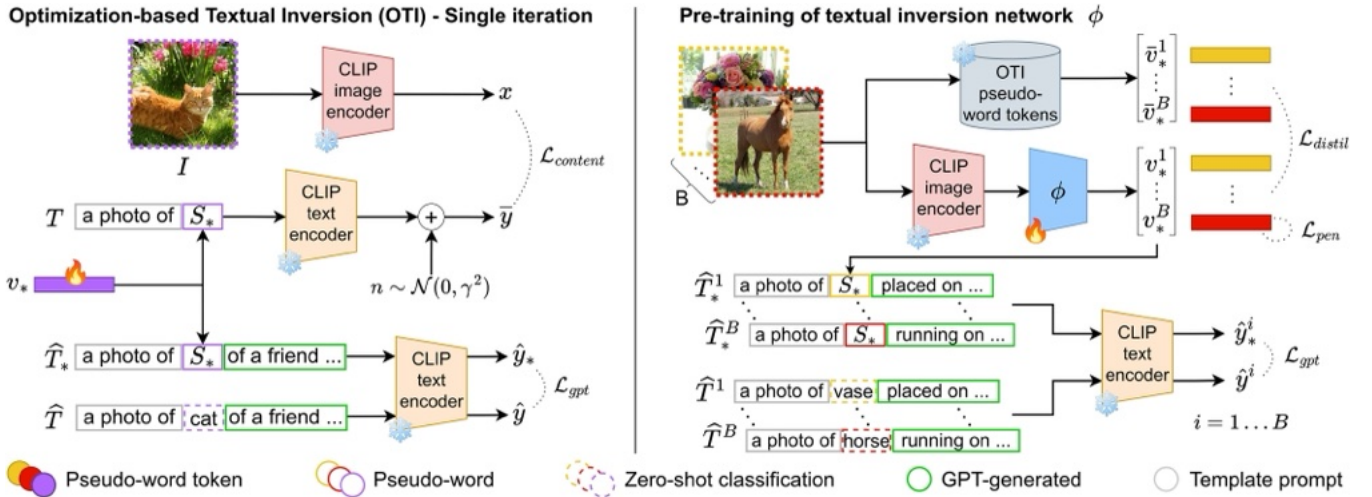 Optimization-based Textual Inversion (OTI) - Single iteration
I
CLIP
image
encoder
x
L_content
T a photo of S_*
CLIP
text
encoder
+
y̅
v_*
n ∼ N(0, γ²)
T̂_* a photo of S_* of a friend ...
T̂ a photo of cat of a friend ...
CLIP
text
encoder
ŷ_*
L_gpt
ŷ
Pre-training of textual inversion network ϕ
B
OTI
pseudo-
word tokens
v̅_*^1
v̅_*^B
L_distil
CLIP
image
encoder
ϕ
v_*^1
v_*^B
L_pen
T̂_*^1 a photo of S_* placed on ...
T̂_*^B a photo of S_* running on ...
T̂^1 a photo of vase placed on ...
T̂^B a photo of horse running on ...
CLIP
text
encoder
ŷ_*^i
L_gpt
ŷ^i
i = 1 … B
Pseudo-word token
Pseudo-word
Zero-shot classification
GPT-generated
Template prompt